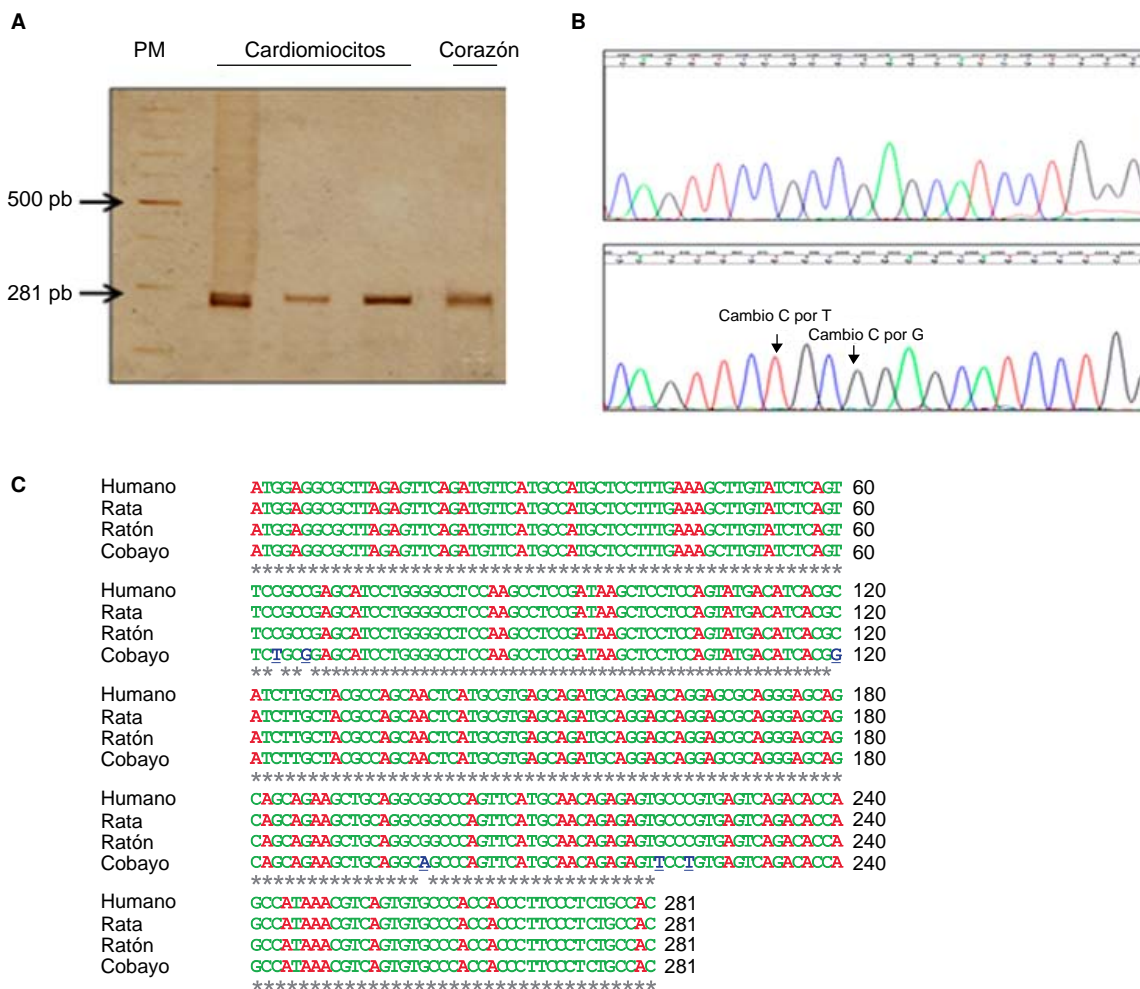 A
PM
Cardiomiocitos
Corazón
500 pb
281 pb
B
Cambio C por T
Cambio C por G
C
Humano ATGGAGGCGCTTAGAGTTCAGATGTTCATGCCATGCTCCTTTGAAAGCTTGTATCTCAGT 60
Rata ATGGAGGCGCTTAGAGTTCAGATGTTCATGCCATGCTCCTTTGAAAGCTTGTATCTCAGT 60
Ratón ATGGAGGCGCTTAGAGTTCAGATGTTCATGCCATGCTCCTTTGAAAGCTTGTATCTCAGT 60
Cobayo ATGGAGGCGCTTAGAGTTCAGATGTTCATGCCATGCTCCTTTGAAAGCTTGTATCTCAGT 60
************************************************************
Humano TCCGCCGAGCATCCTGGGGCCTCCAAGCCTCCGATAAGCTCCTCCAGTATGACATCACGC 120
Rata TCCGCCGAGCATCCTGGGGCCTCCAAGCCTCCGATAAGCTCCTCCAGTATGACATCACGC 120
Ratón TCCGCCGAGCATCCTGGGGCCTCCAAGCCTCCGATAAGCTCCTCCAGTATGACATCACGC 120
Cobayo TCTGCGGAGCATCCTGGGGCCTCCAAGCCTCCGATAAGCTCCTCCAGTATGACATCACGG 120
** ** *****************************************************
Humano ATCTTGCTACGCCAGCAACTCATGCGTGAGCAGATGCAGGAGCAGGAGCGCAGGGAGCAG 180
Rata ATCTTGCTACGCCAGCAACTCATGCGTGAGCAGATGCAGGAGCAGGAGCGCAGGGAGCAG 180
Ratón ATCTTGCTACGCCAGCAACTCATGCGTGAGCAGATGCAGGAGCAGGAGCGCAGGGAGCAG 180
Cobayo ATCTTGCTACGCCAGCAACTCATGCGTGAGCAGATGCAGGAGCAGGAGCGCAGGGAGCAG 180
************************************************************
Humano CAGCAGAAGCTGCAGGCGGCCCAGTTCATGCAACAGAGAGTGCCCGTGAGTCAGACACCA 240
Rata CAGCAGAAGCTGCAGGCGGCCCAGTTCATGCAACAGAGAGTGCCCGTGAGTCAGACACCA 240
Ratón CAGCAGAAGCTGCAGGCGGCCCAGTTCATGCAACAGAGAGTGCCCGTGAGTCAGACACCA 240
Cobayo CAGCAGAAGCTGCAGGCAGCCCAGTTCATGCAACAGAGAGTTCCTGTGAGTCAGACACCA 240
***************** ***********************
Humano GCCATAAACGTCAGTGTGCCCACCACCCTTCCCTCTGCCAC 281
Rata GCCATAAACGTCAGTGTGCCCACCACCCTTCCCTCTGCCAC 281
Ratón GCCATAAACGTCAGTGTGCCCACCACCCTTCCCTCTGCCAC 281
Cobayo GCCATAAACGTCAGTGTGCCCACCACCCTTCCCTCTGCCAC 281
*****************************************